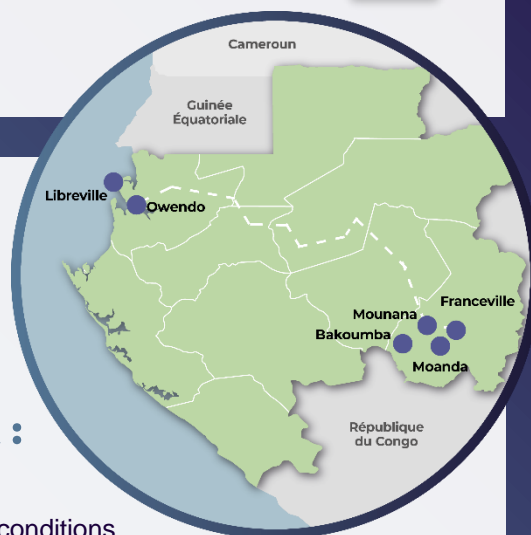 Cameroun
Guinée
Équatoriale
Libreville
Owendo
Franceville
Mounana
Bakoumba
Moanda
République
du Congo
:
conditions